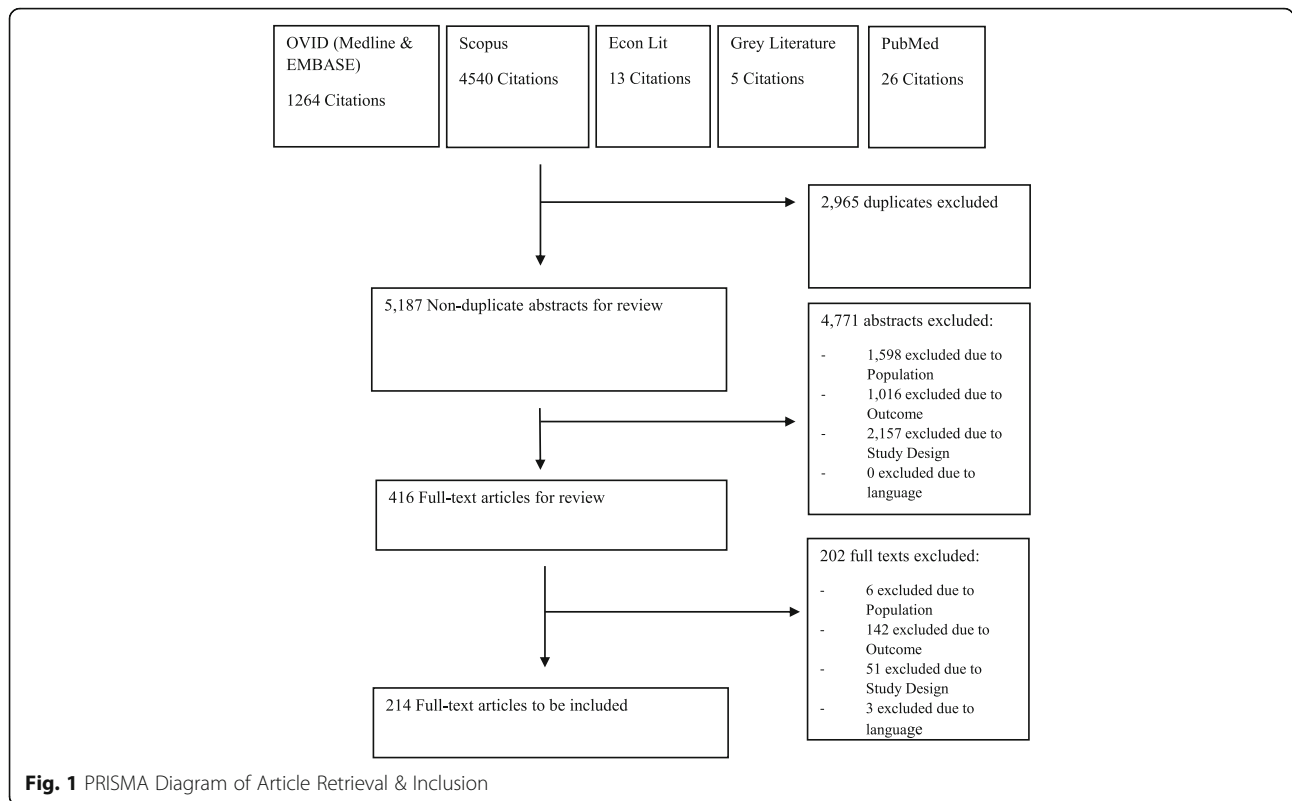 OVID (Medline &
EMBASE)
1264 Citations
Scopus
4540 Citations
Econ Lit
13 Citations
Grey Literature
5 Citations
PubMed
26 Citations
2,965 duplicates excluded
5,187 Non-duplicate abstracts for review
4,771 abstracts excluded:
- 1,598 excluded due to
Population
- 1,016 excluded due to
Outcome
- 2,157 excluded due to
Study Design
- 0 excluded due to
language
416 Full-text articles for review
202 full texts excluded:
- 6 excluded due to
Population
- 142 excluded due to
Outcome
- 51 excluded due to
Study Design
- 3 excluded due to
language
214 Full-text articles to be included
Fig. 1 PRISMA Diagram of Article Retrieval & Inclusion